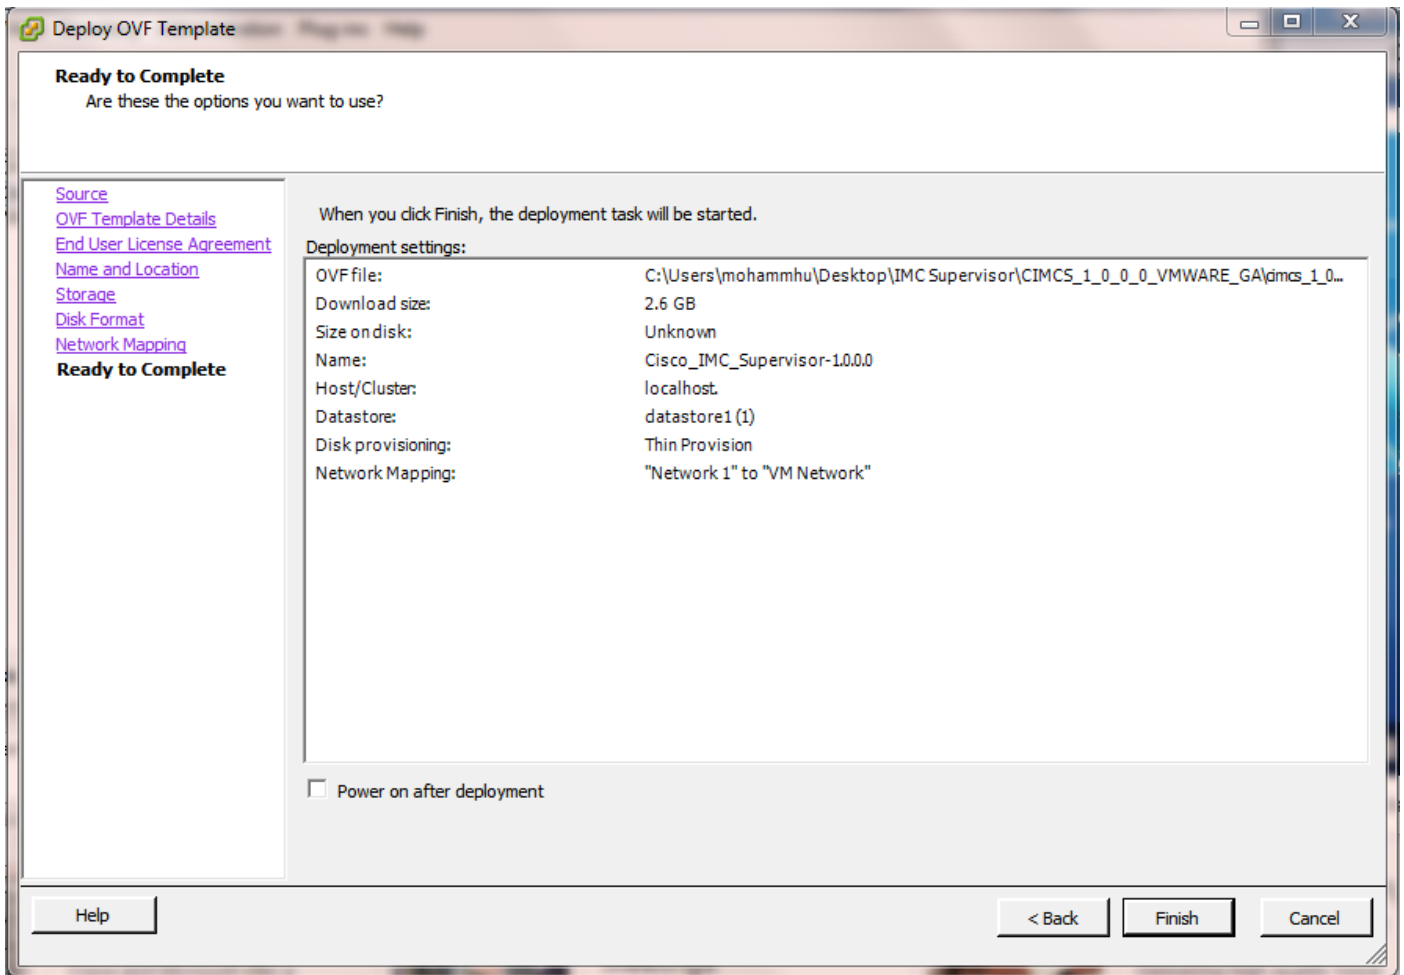 Deploy OVF Template
Plug-ins Help
Ready to Complete
Are these the options you want to use?
Source
OVF Template Details
End User License Agreement
Name and Location
Storage
Disk Format
Network Mapping
Ready to Complete
When you click Finish, the deployment task will be started.
Deployment settings:
OVF file: C:\Users\mohammhu\Desktop\IMC Supervisor\CIMCS_1_0_0_0_VMWARE_GA\cimcs_1_0...
Download size: 2.6 GB
Size on disk: Unknown
Name: Cisco_IMC_Supervisor-1.0.0.0
Host/Cluster: localhost.
Datastore: datastore1 (1)
Disk provisioning: Thin Provision
Network Mapping: "Network 1" to "VM Network"
Power on after deployment
Help
< Back
Finish
Cancel